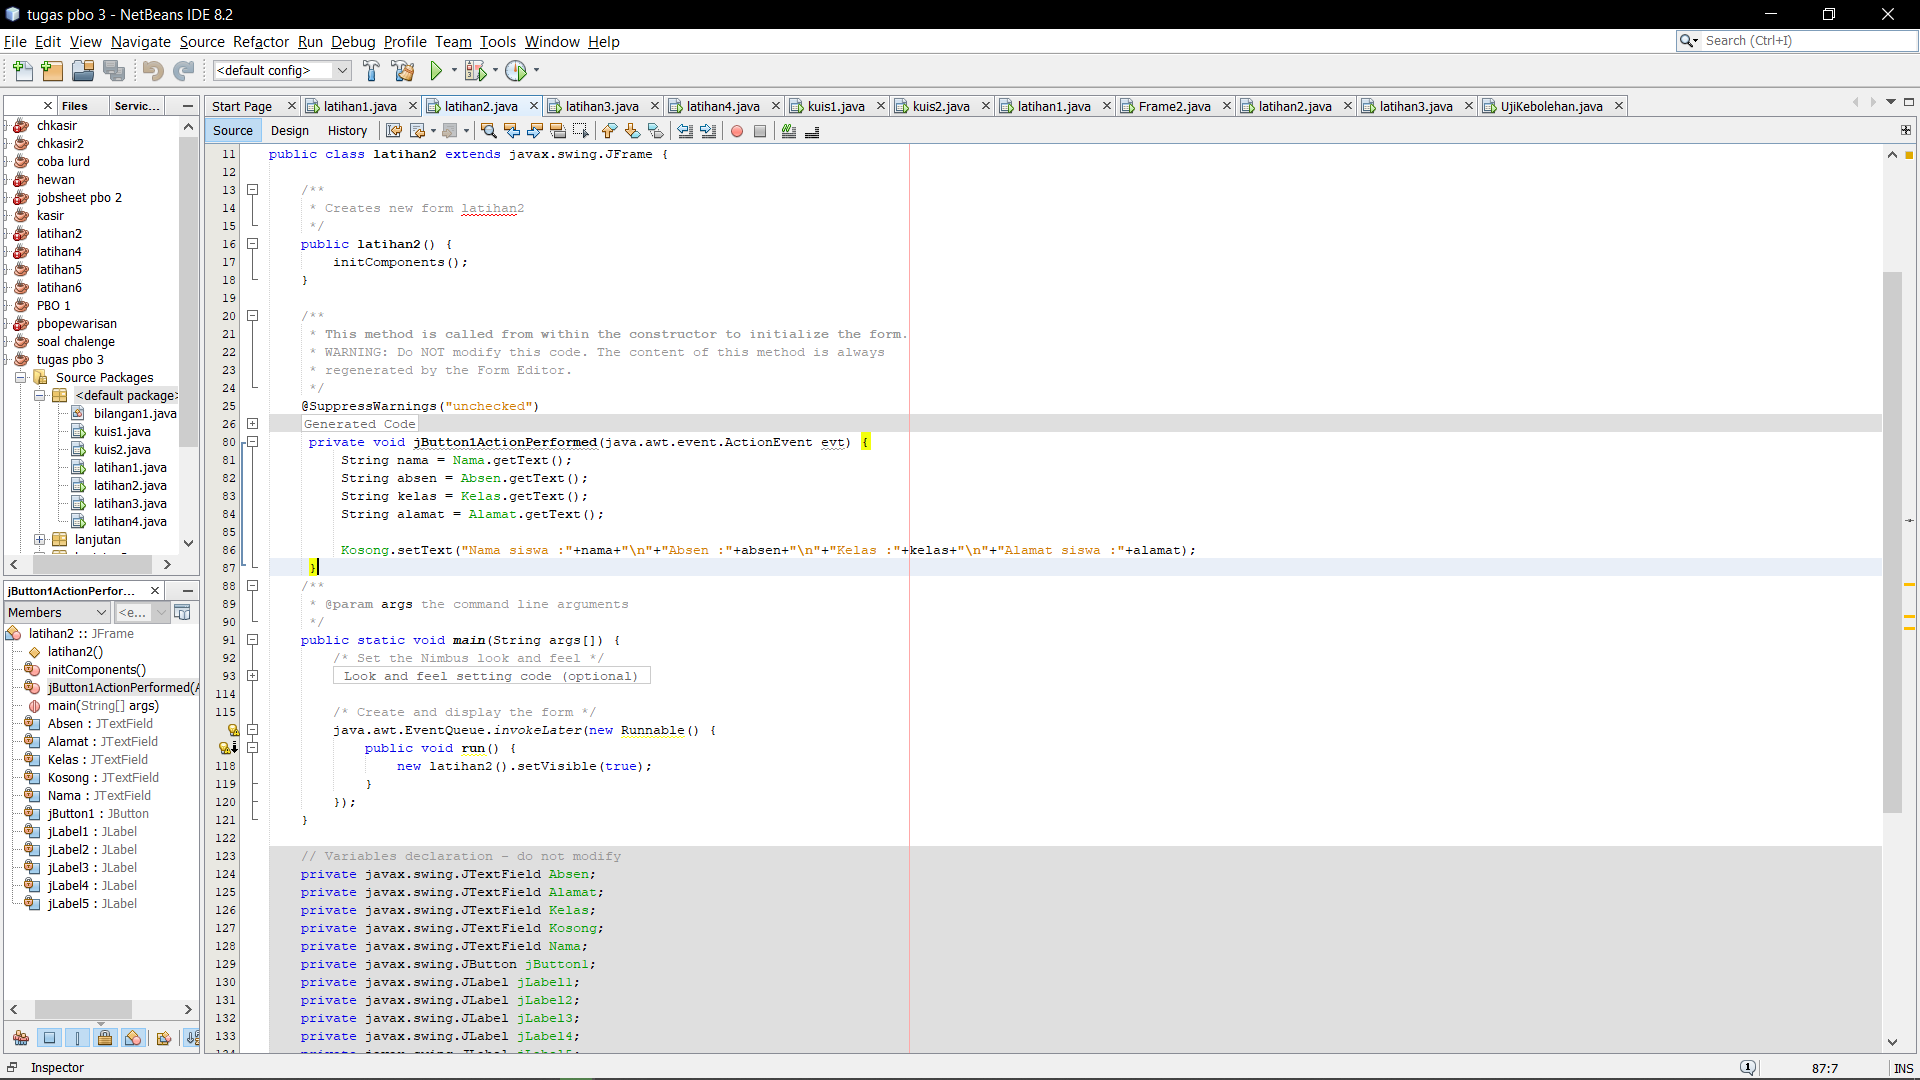 tugas pbo 3 - NetBeans IDE 8.2
File Edit View Navigate Source Refactor Run Debug Profile Team Tools Window Help
Search (Ctrl+I)
<default config>
Files Servic...
Start Page latihan1.java latihan2.java latihan3.java latihan4.java kuis1.java kuis2.java latihan1.java Frame2.java latihan2.java latihan3.java UjiKebolehan.java
Source Design History
chkasir
chkasir2
coba lurd
hewan
jobsheet pbo 2
kasir
latihan2
latihan4
latihan5
latihan6
PBO 1
pbopewarisan
soal chalenge
tugas pbo 3
Source Packages
<default package>
bilangan1.java
kuis1.java
kuis2.java
latihan1.java
latihan2.java
latihan3.java
latihan4.java
lanjutan
jButton1ActionPerfor...
Members <e...
latihan2 :: JFrame
latihan2()
initComponents()
jButton1ActionPerformed(A
main(String[] args)
Absen : JTextField
Alamat : JTextField
Kelas : JTextField
Kosong : JTextField
Nama : JTextField
jButton1 : JButton
jLabel1 : JLabel
jLabel2 : JLabel
jLabel3 : JLabel
jLabel4 : JLabel
jLabel5 : JLabel
11 public class latihan2 extends javax.swing.JFrame {
12
13 /**
14 * Creates new form latihan2
15 */
16 public latihan2() {
17 initComponents();
18 }
19
20 /**
21 * This method is called from within the constructor to initialize the form.
22 * WARNING: Do NOT modify this code. The content of this method is always
23 * regenerated by the Form Editor.
24 */
25 @SuppressWarnings("unchecked")
26 Generated Code
80 private void jButton1ActionPerformed(java.awt.event.ActionEvent evt) {
81 String nama = Nama.getText();
82 String absen = Absen.getText();
83 String kelas = Kelas.getText();
84 String alamat = Alamat.getText();
85
86 Kosong.setText("Nama siswa :"+nama+"\n"+"Absen :"+absen+"\n"+"Kelas :"+kelas+"\n"+"Alamat siswa :"+alamat);
87 }
88 /**
89 * @param args the command line arguments
90 */
91 public static void main(String args[]) {
92 /* Set the Nimbus look and feel */
93 Look and feel setting code (optional)
114
115 /* Create and display the form */
java.awt.EventQueue.invokeLater(new Runnable() {
public void run() {
118 new latihan2().setVisible(true);
119 }
120 });
121 }
122
123 // Variables declaration - do not modify
124 private javax.swing.JTextField Absen;
125 private javax.swing.JTextField Alamat;
126 private javax.swing.JTextField Kelas;
127 private javax.swing.JTextField Kosong;
128 private javax.swing.JTextField Nama;
129 private javax.swing.JButton jButton1;
130 private javax.swing.JLabel jLabel1;
131 private javax.swing.JLabel jLabel2;
132 private javax.swing.JLabel jLabel3;
133 private javax.swing.JLabel jLabel4;
Inspector
1
87:7 INS